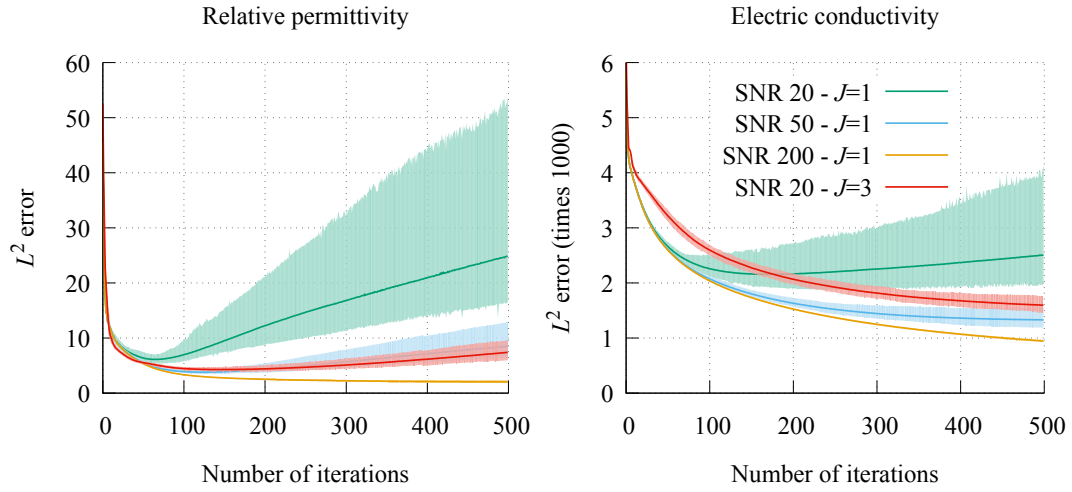 Relative permittivity
60
50
40
30
20
10
0
0 100 200 300 400 500
L² error
Number of iterations
Electric conductivity
6
5
4
3
2
1
0
0 100 200 300 400 500
L² error (times 1000)
Number of iterations
SNR 20 - J=1
SNR 50 - J=1
SNR 200 - J=1
SNR 20 - J=3